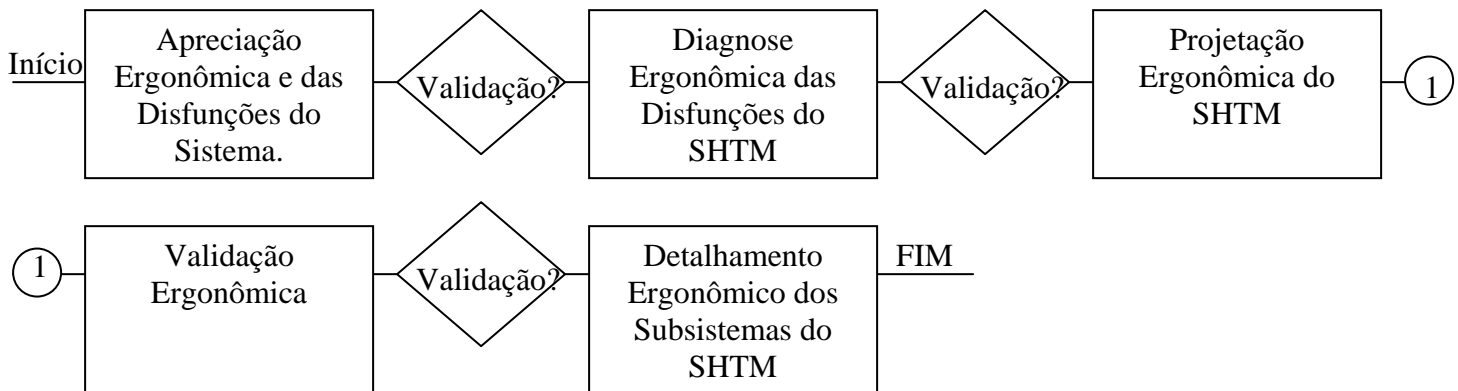 Início
Apreciação
Ergonômica e das
Disfunções do
Sistema.
Validação?
Diagnose
Ergonômica das
Disfunções do
SHTM
Validação?
Projetação
Ergonômica do
SHTM
1
1
Validação
Ergonômica
Validação?
Detalhamento
Ergonômico dos
Subsistemas do
SHTM
FIM